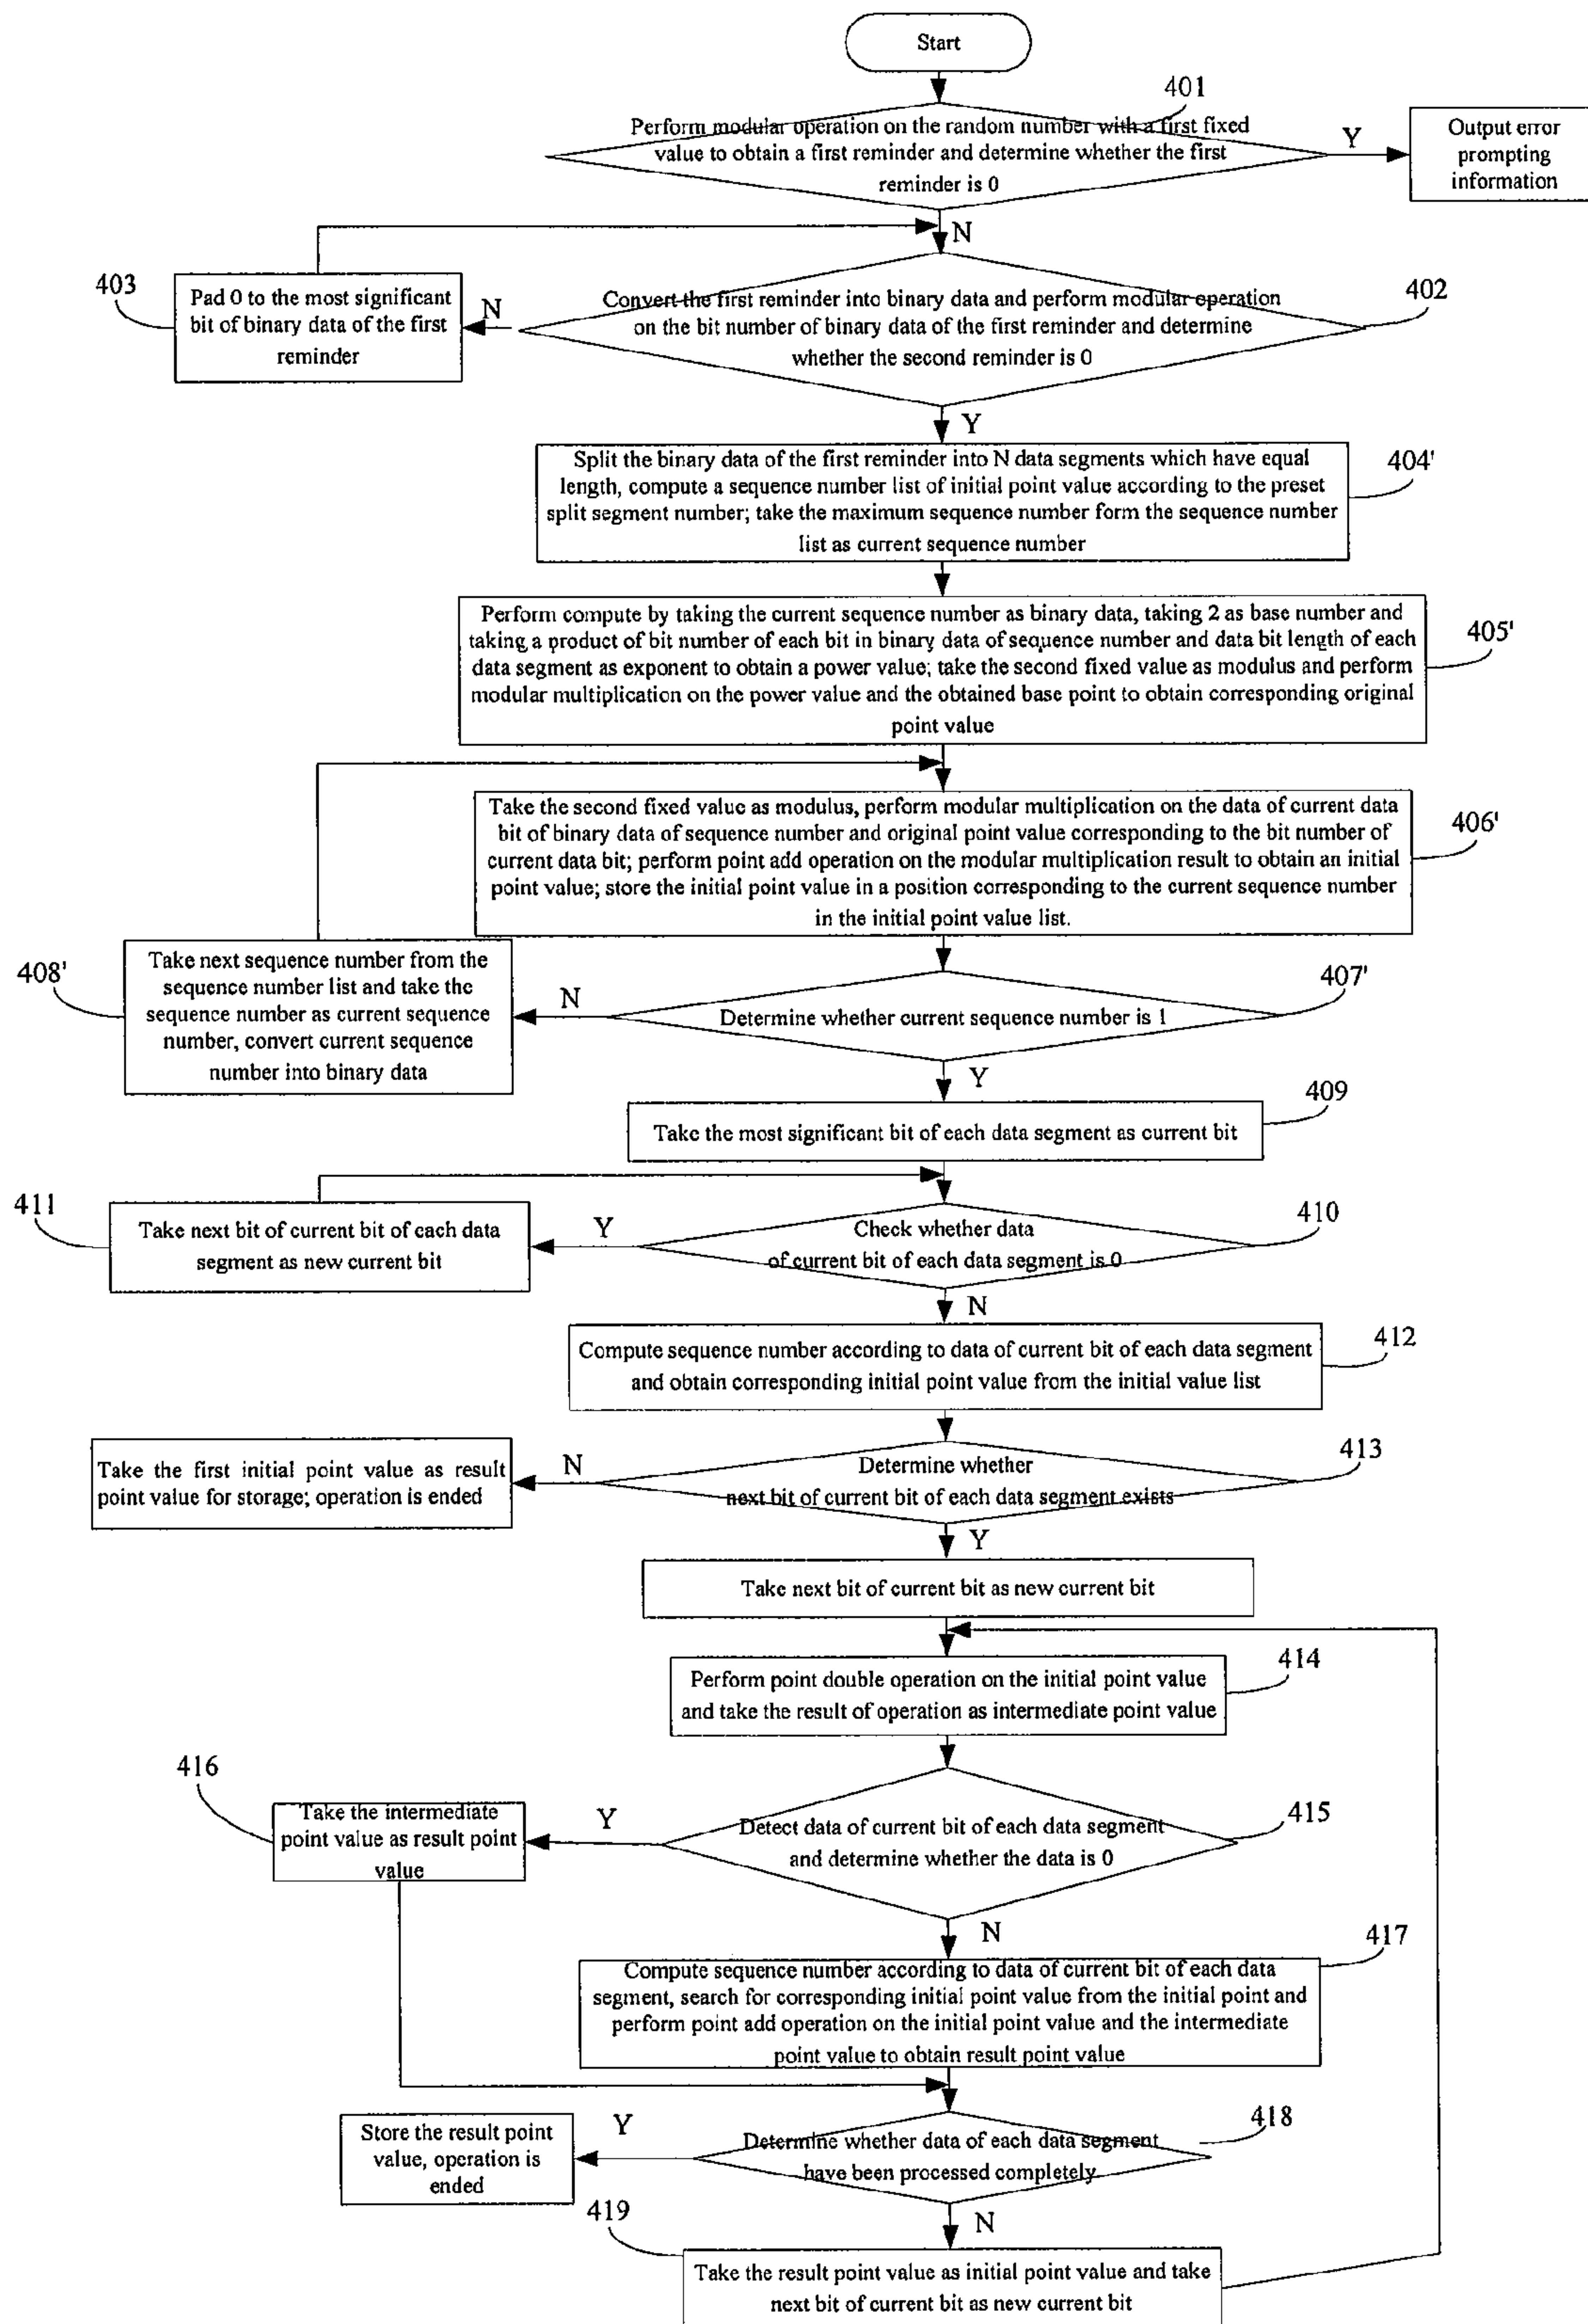 Start
401
Perform modular operation on the random number with a first fixed
value to obtain a first reminder and determine whether the first
reminder is 0
Y
Output error
prompting
information
N
403
Pad 0 to the most significant
bit of binary data of the first
reminder
N
Convert the first reminder into binary data and perform modular operation
on the bit number of binary data of the first reminder and determine
whether the second reminder is 0
402
Y
Split the binary data of the first reminder into N data segments which have equal
length, compute a sequence number list of initial point value according to the preset
split segment number; take the maximum sequence number form the sequence number
list as current sequence number
404'
Perform compute by taking the current sequence number as binary data, taking 2 as base number and
taking a product of bit number of each bit in binary data of sequence number and data bit length of each
data segment as exponent to obtain a power value; take the second fixed value as modulus and perform
modular multiplication on the power value and the obtained base point to obtain corresponding original
point value
405'
Take the second fixed value as modulus, perform modular multiplication on the data of current data
bit of binary data of sequence number and original point value corresponding to the bit number of
current data bit; perform point add operation on the modular multiplication result to obtain an initial
point value; store the initial point value in a position corresponding to the current sequence number
in the initial point value list.
406'
408'
Take next sequence number from the
sequence number list and take the
sequence number as current sequence
number, convert current sequence
number into binary data
N
Determine whether current sequence number is 1
407'
Y
Take the most significant bit of each data segment as current bit
409
411
Take next bit of current bit of each data
segment as new current bit
Y
Check whether data
of current bit of each data segment is 0
410
N
Compute sequence number according to data of current bit of each data segment
and obtain corresponding initial point value from the initial value list
412
Take the first initial point value as result
point value for storage; operation is ended
N
Determine whether
next bit of current bit of each data segment exists
413
Y
Take next bit of current bit as new current bit
Perform point double operation on the initial point value
and take the result of operation as intermediate point value
414
416
Take the intermediate
point value as result point
value
Y
Detect data of current bit of each data segment
and determine whether the data is 0
415
N
Compute sequence number according to data of current bit of each data
segment, search for corresponding initial point value from the initial point and
perform point add operation on the initial point value and the intermediate
point value to obtain result point value
417
Store the result point
value, operation is
ended
Y
Determine whether data of each data segment
have been processed completely
418
N
419
Take the result point value as initial point value and take
next bit of current bit as new current bit